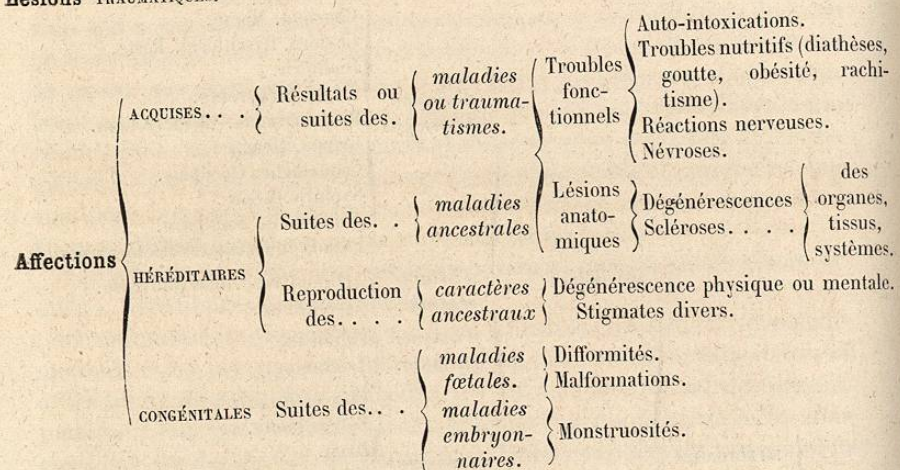 Lésions TRAUMATIQUES.
Affections
ACQUISES. . . .
Résultats ou
suites des.
maladies
ou trauma-
tismes.
HÉRÉDITAIRES
Suites des. .
maladies
ancestrales
Troubles
fonc-
tionnels
Auto-intoxications.
Troubles nutritifs (diathèses,
goutte, obésité, rachi-
tisme).
Réactions nerveuses.
Névroses.
Lésions
anato-
miques
Dégénérescences
Scléroses. . . .
des
organes,
tissus,
systèmes.
Reproduction
des. . . .
caractères
ancestraux
Dégénérescence physique ou mentale.
Stigmates divers.
CONGÉNITALES
Suites des.. .
maladies
fœtales.
Difformités.
Malformations.
maladies
embryon-
naires.
Monstruosités.